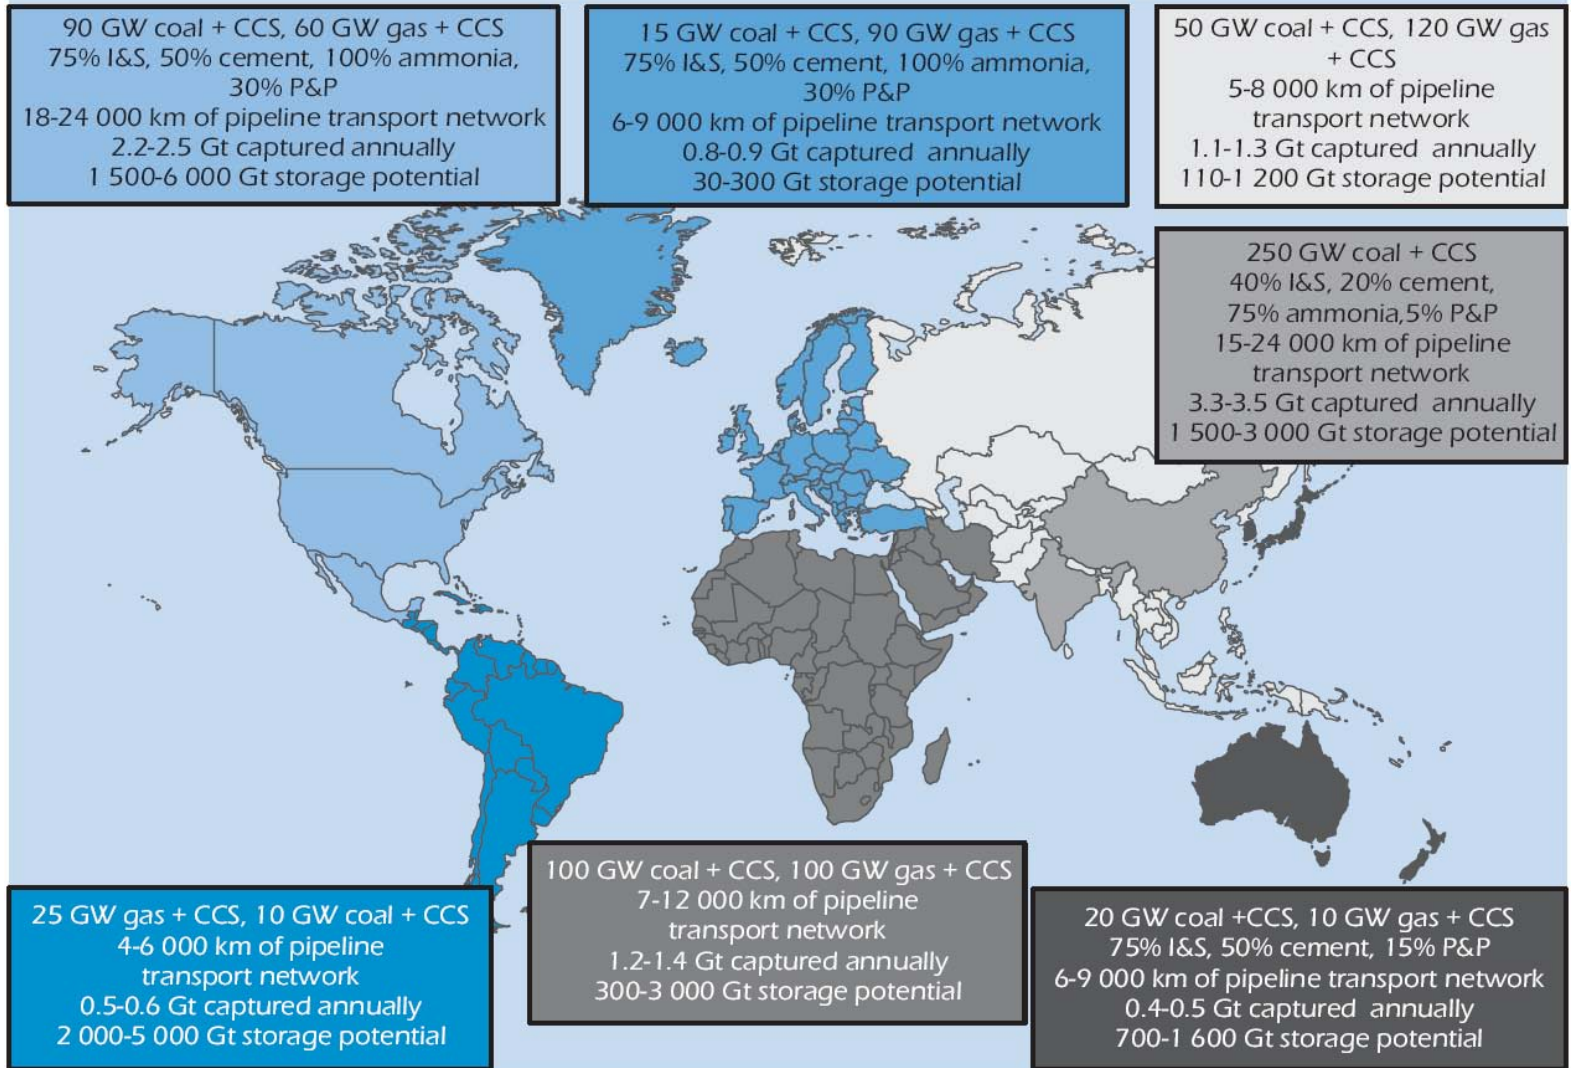 90 GW coal + CCS, 60 GW gas + CCS
75% I&S, 50% cement, 100% ammonia,
30% P&P
18-24 000 km of pipeline transport network
2.2-2.5 Gt captured annually
1 500-6 000 Gt storage potential
15 GW coal + CCS, 90 GW gas + CCS
75% I&S, 50% cement, 100% ammonia,
30% P&P
6-9 000 km of pipeline transport network
0.8-0.9 Gt captured annually
30-300 Gt storage potential
50 GW coal + CCS, 120 GW gas
+ CCS
5-8 000 km of pipeline
transport network
1.1-1.3 Gt captured annually
110-1 200 Gt storage potential
250 GW coal + CCS
40% I&S, 20% cement,
75% ammonia,5% P&P
15-24 000 km of pipeline
transport network
3.3-3.5 Gt captured annually
1 500-3 000 Gt storage potential
25 GW gas + CCS, 10 GW coal + CCS
4-6 000 km of pipeline
transport network
0.5-0.6 Gt captured annually
2 000-5 000 Gt storage potential
100 GW coal + CCS, 100 GW gas + CCS
7-12 000 km of pipeline
transport network
1.2-1.4 Gt captured annually
300-3 000 Gt storage potential
20 GW coal +CCS, 10 GW gas + CCS
75% I&S, 50% cement, 15% P&P
6-9 000 km of pipeline transport network
0.4-0.5 Gt captured annually
700-1 600 Gt storage potential